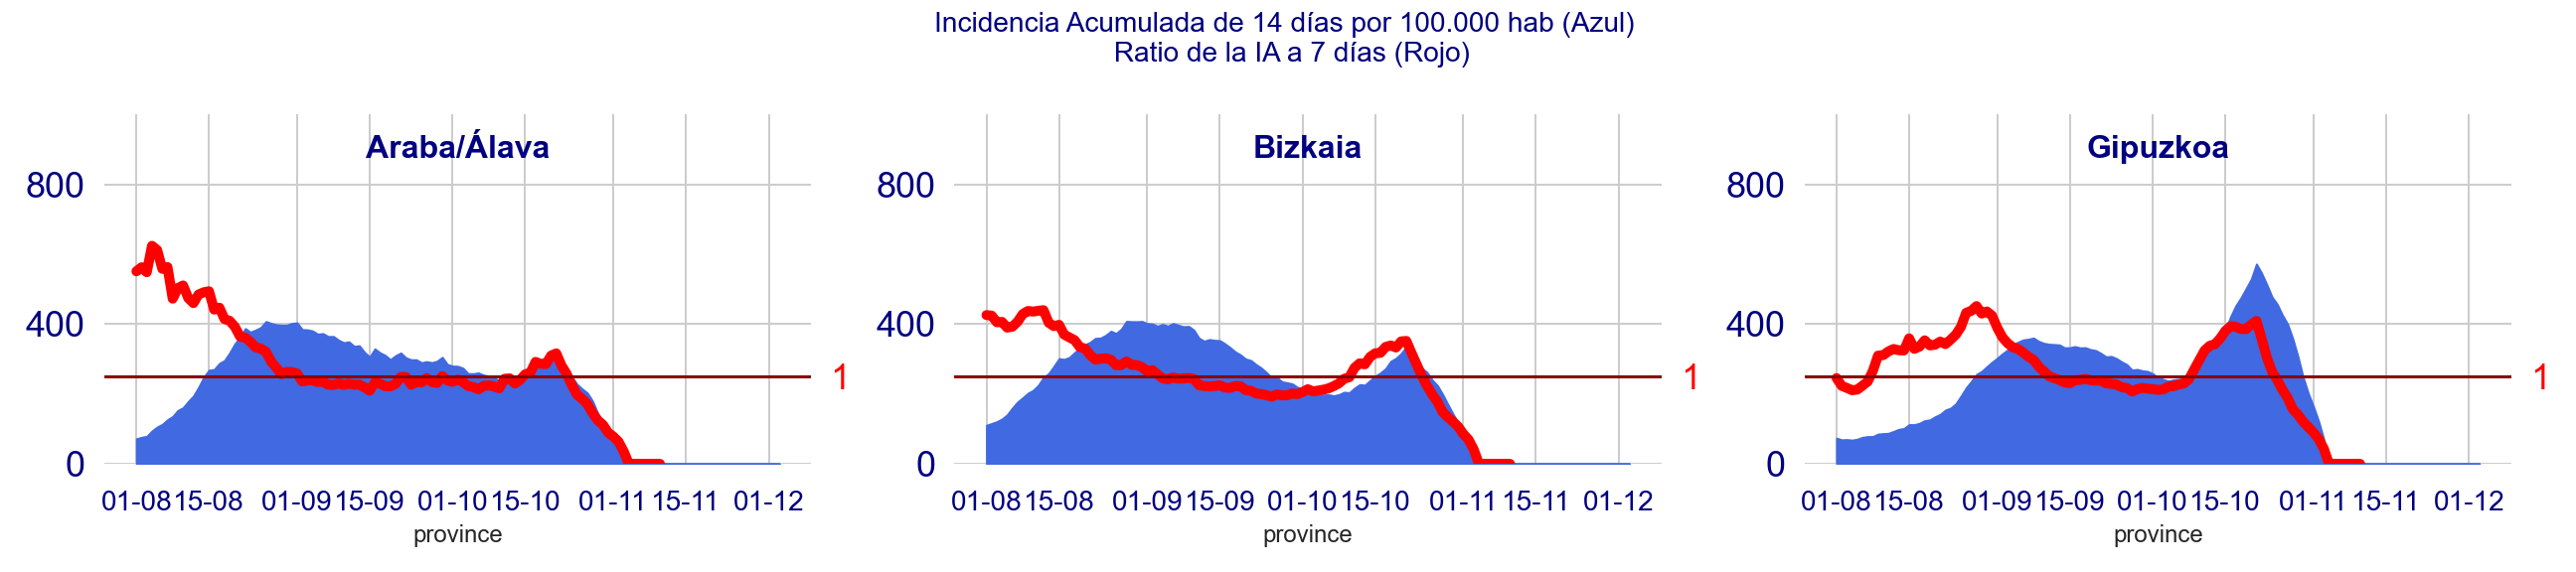 Incidencia Acumulada de 14 días por 100.000 hab (Azul)
Ratio de la IA a 7 días (Rojo)
Araba/Álava
800
400
0
1
01-08 15-08 01-09 15-09 01-10 15-10 01-11 15-11 01-12
province
Bizkaia
800
400
0
1
01-08 15-08 01-09 15-09 01-10 15-10 01-11 15-11 01-12
province
Gipuzkoa
800
400
0
1
01-08 15-08 01-09 15-09 01-10 15-10 01-11 15-11 01-12
province